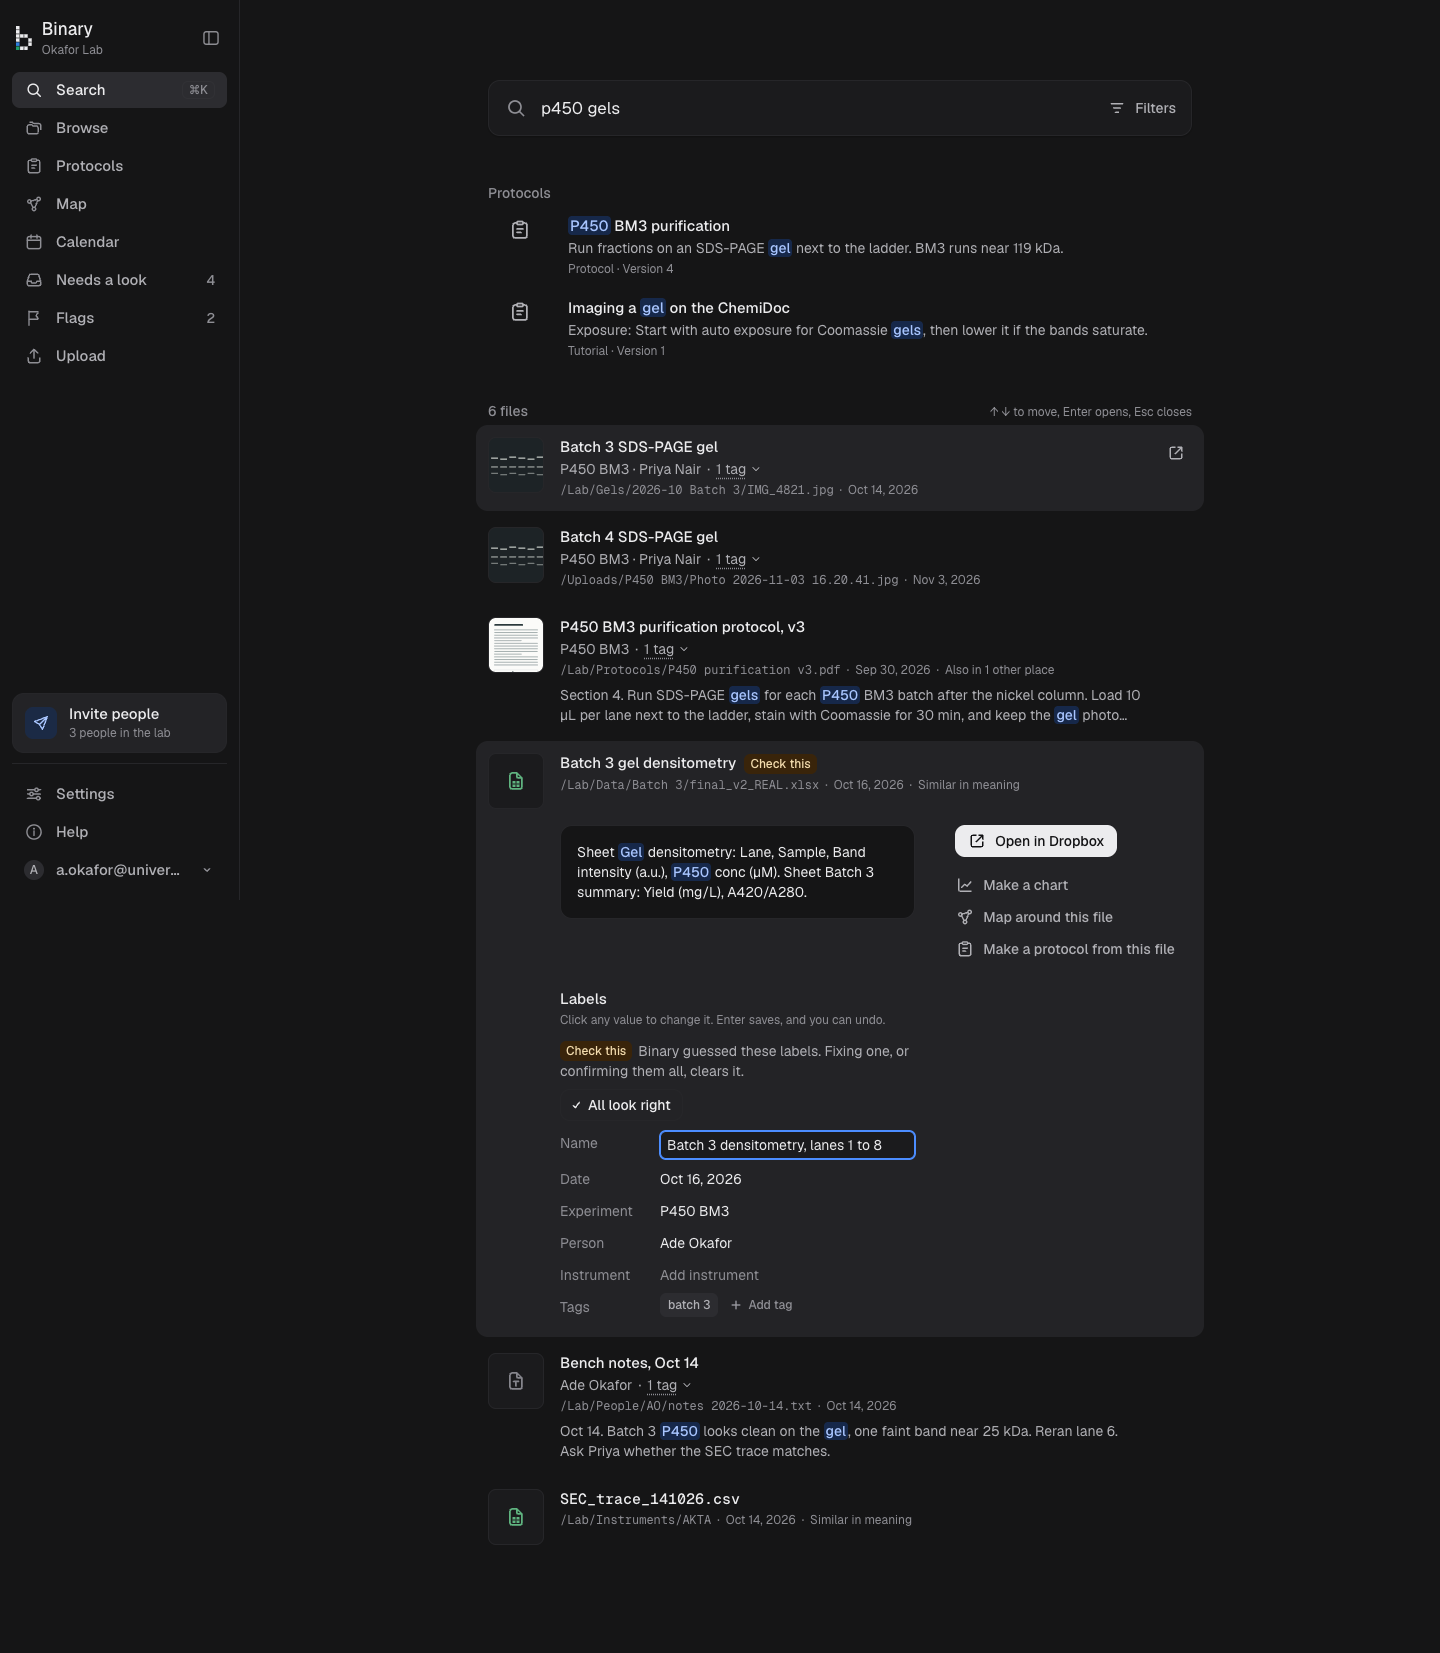 Binary
Okafor Lab
Search ⌘K
Browse
Protocols
Map
Calendar
Needs a look 4
Flags 2
Upload
Invite people
3 people in the lab
Settings
Help
A a.okafor@univer...
p450 gels
Filters
Protocols
P450 BM3 purification
Run fractions on an SDS-PAGE gel next to the ladder. BM3 runs near 119 kDa.
Protocol · Version 4
Imaging a gel on the ChemiDoc
Exposure: Start with auto exposure for Coomassie gels, then lower it if the bands saturate.
Tutorial · Version 1
6 files
↑↓ to move, Enter opens, Esc closes
Batch 3 SDS-PAGE gel
P450 BM3 · Priya Nair · 1 tag
/Lab/Gels/2026-10 Batch 3/IMG_4821.jpg · Oct 14, 2026
Batch 4 SDS-PAGE gel
P450 BM3 · Priya Nair · 1 tag
/Uploads/P450 BM3/Photo 2026-11-03 16.20.41.jpg · Nov 3, 2026
P450 BM3 purification protocol, v3
P450 BM3 · 1 tag
/Lab/Protocols/P450 purification v3.pdf · Sep 30, 2026 · Also in 1 other place
Section 4. Run SDS-PAGE gels for each P450 BM3 batch after the nickel column. Load 10
µL per lane next to the ladder, stain with Coomassie for 30 min, and keep the gel photo...
Batch 3 gel densitometry Check this
/Lab/Data/Batch 3/final_v2_REAL.xlsx · Oct 16, 2026 · Similar in meaning
Sheet Gel densitometry: Lane, Sample, Band
intensity (a.u.), P450 conc (µM). Sheet Batch 3
summary: Yield (mg/L), A420/A280.
Open in Dropbox
Make a chart
Map around this file
Make a protocol from this file
Labels
Click any value to change it. Enter saves, and you can undo.
Check this Binary guessed these labels. Fixing one, or
confirming them all, clears it.
All look right
Name Batch 3 densitometry, lanes 1 to 8
Date Oct 16, 2026
Experiment P450 BM3
Person Ade Okafor
Instrument Add instrument
Tags batch 3 + Add tag
Bench notes, Oct 14
Ade Okafor · 1 tag
/Lab/People/AO/notes 2026-10-14.txt · Oct 14, 2026
Oct 14. Batch 3 P450 looks clean on the gel, one faint band near 25 kDa. Reran lane 6.
Ask Priya whether the SEC trace matches.
SEC_trace_141026.csv
/Lab/Instruments/AKTA · Oct 14, 2026 · Similar in meaning